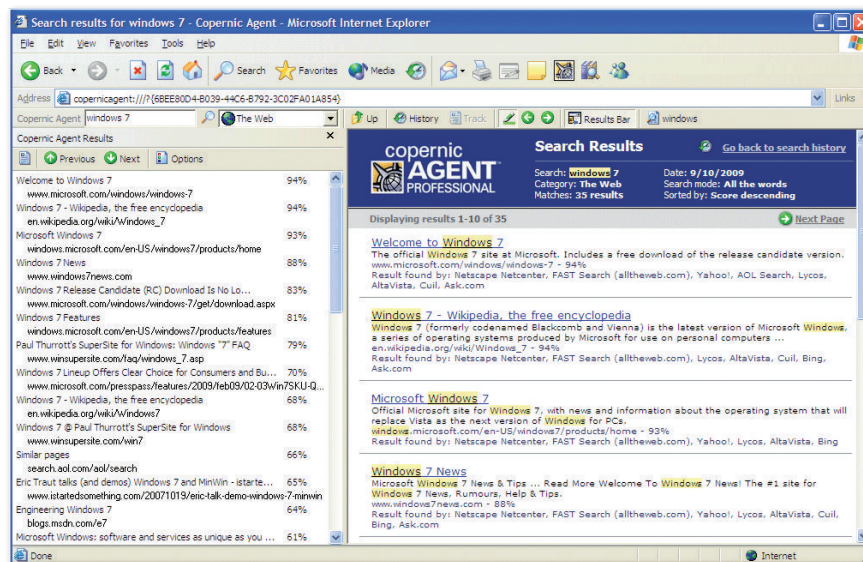 Search results for windows 7 - Copernic Agent - Microsoft Internet Explorer
File Edit View Favorites Tools Help
Back Search Favorites Media
Address copernicagent:///?{6BEE80D4-B039-44C6-B792-3C02FA01A854} Links
Copernic Agent windows 7 The Web Up History Track Results Bar windows
Copernic Agent Results
Previous Next Options
Welcome to Windows 7 94%
www.microsoft.com/windows/windows-7
Windows 7 - Wikipedia, the free encyclopedia 94%
en.wikipedia.org/wiki/Windows_7
Microsoft Windows 7 93%
windows.microsoft.com/en-US/windows7/products/home
Windows 7 News 88%
www.windows7news.com
Windows 7 Release Candidate (RC) Download Is No Lo... 83%
www.microsoft.com/windows/windows-7/get/download.aspx
Windows 7 Features 81%
windows.microsoft.com/en-US/windows7/products/features
Paul Thurrott's SuperSite for Windows: Windows "7" FAQ 79%
www.winsupersite.com/faq/windows_7.asp
Windows 7 Lineup Offers Clear Choice for Consumers and Bu... 70%
www.microsoft.com/presspass/features/2009/feb09/02-03Win7SKU-Q...
Windows 7 - Wikipedia, the free encyclopedia 68%
en.wikipedia.org/wiki/Windows7
Windows 7 @ Paul Thurrott's SuperSite for Windows 68%
www.winsupersite.com/win7
Similar pages 66%
search.aol.com/aol/search
Eric Traut talks (and demos) Windows 7 and MinWin - istarte... 65%
www.istartedsomething.com/20071019/eric-talk-demo-windows-7-minwin
Engineering Windows 7 64%
blogs.msdn.com/e7
Microsoft Windows: software and services as unique as you ... 61%
copernic
AGENT
PROFESSIONAL
Search Results Go back to search history
Search: windows 7 Date: 9/10/2009
Category: The Web Search mode: All the words
Matches: 35 results Sorted by: Score descending
Displaying results 1-10 of 35 Next Page
Welcome to Windows 7
The official Windows 7 site at Microsoft. Includes a free download of the release candidate version.
www.microsoft.com/windows/windows-7 - 94%
Result found by: Netscape Netcenter, FAST Search (alltheweb.com), Yahoo!, AOL Search, Lycos,
AltaVista, Cuil, Ask.com
Windows 7 - Wikipedia, the free encyclopedia
Windows 7 (formerly codenamed Blackcomb and Vienna) is the latest version of Microsoft Windows,
a series of operating systems produced by Microsoft for use on personal computers ...
en.wikipedia.org/wiki/Windows_7 - 94%
Result found by: Netscape Netcenter, FAST Search (alltheweb.com), Lycos, AltaVista, Cuil, Bing,
Ask.com
Microsoft Windows 7
Official Microsoft site for Windows 7, with news and information about the operating system that will
replace Vista as the next version of Windows for PCs.
windows.microsoft.com/en-US/windows7/products/home - 93%
Result found by: Netscape Netcenter, FAST Search (alltheweb.com), Yahoo!, Lycos, AltaVista, Bing
Windows 7 News
Microsoft Windows 7 News & Tips ... Read More Welcome To Windows 7 News! The #1 site for
Windows 7 News, Rumours, Help & Tips.
www.windows7news.com - 88%
Result found by: Netscape Netcenter, FAST Search (alltheweb.com), Yahoo!, Lycos, AltaVista, Cuil,
Bing, Ask.com
Done Internet